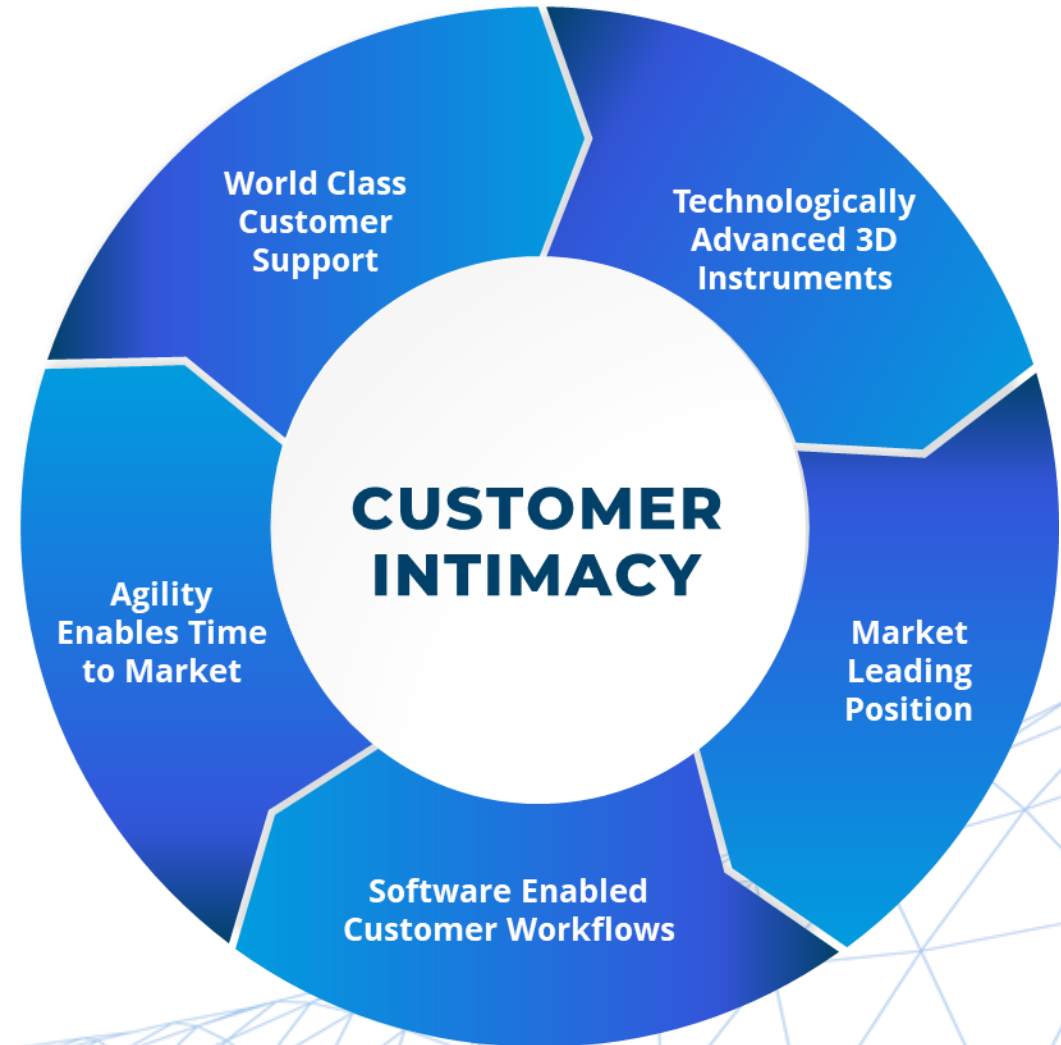 World Class
Customer
Support
Technologically
Advanced 3D
Instruments
CUSTOMER
INTIMACY
Agility
Enables Time
to Market
Market
Leading
Position
Software Enabled
Customer Workflows